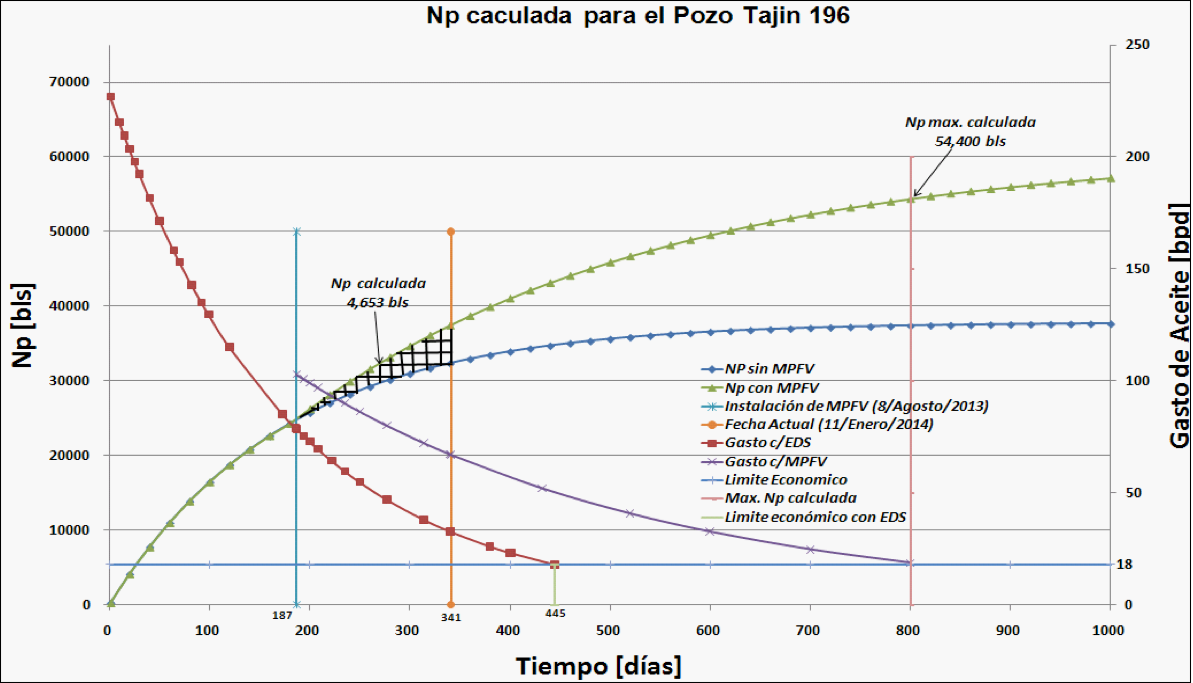 Np caculada para el Pozo Tajin 196
Np [bls]
70000
60000
50000
40000
30000
20000
10000
0
250
200
150
100
50
18
0
Gasto de Aceite [bpd]
Np max. calculada
54,400 bls
Np calculada
4,653 bls
NP sin MPFV
Np con MPFV
Instalación de MPFV (8/Agosto/2013)
Fecha Actual (11/Enero/2014)
Gasto c/EDS
Gasto c/MPFV
Limite Economico
Max. Np calculada
Limite económico con EDS
187
341
445
0 100 200 300 400 500 600 700 800 900 1000
Tiempo [días]